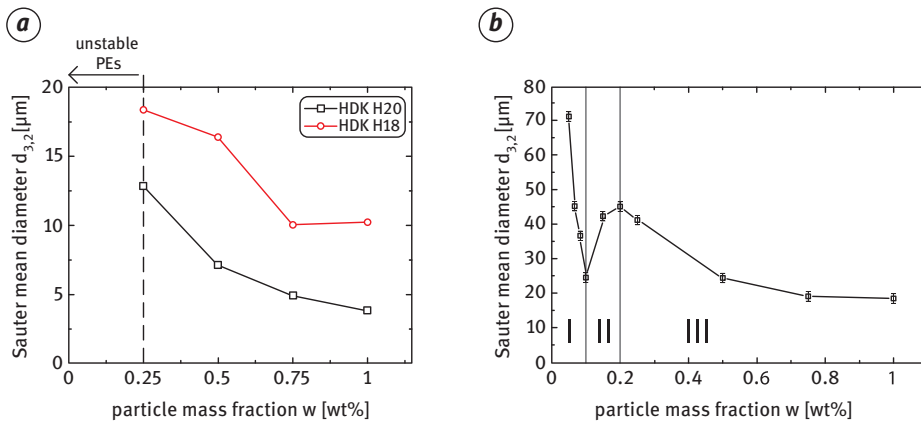 a
unstable
PEs
20
15
10
5
0
0
0.25
0.50
0.75
1
Sauter mean diameter d3,2 [µm]
particle mass fraction w [wt%]
HDK H20
HDK H18
b
80
70
60
50
40
30
20
10
0
0
0.2
0.4
0.6
0.8
1
Sauter mean diameter d3,2 [µm]
particle mass fraction w [wt%]
I
II
III